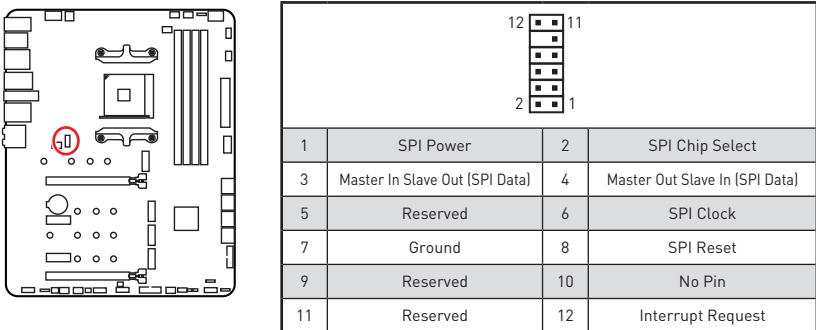 12 11
2 1
1 SPI Power 2 SPI Chip Select
3 Master In Slave Out (SPI Data) 4 Master Out Slave In (SPI Data)
5 Reserved 6 SPI Clock
7 Ground 8 SPI Reset
9 Reserved 10 No Pin
11 Reserved 12 Interrupt Request